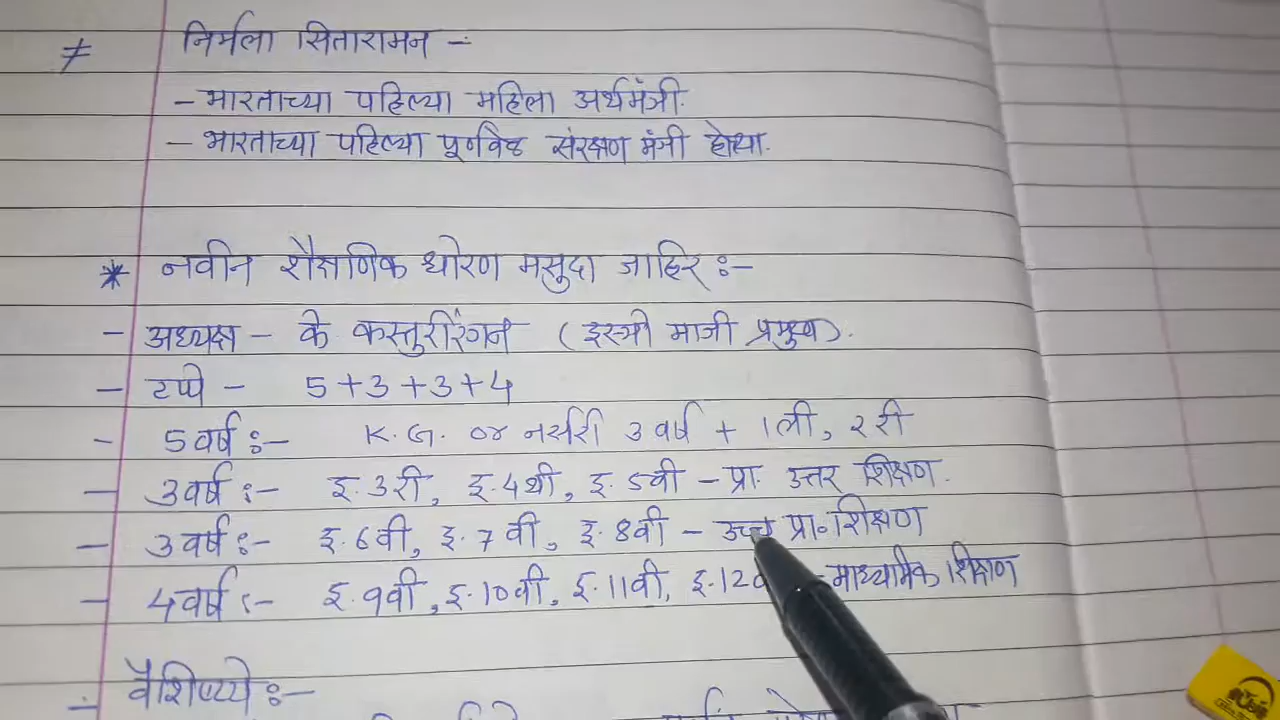 ≠ निर्मला सितारामन :-
- भारताच्या पहिल्या महिला अर्थमंत्री.
- भारताच्या पहिल्या पूर्णविळ संरक्षण मंत्री होत्या.
* नवीन शैक्षणिक धोरण मसुदा जाहिर :-
- अध्यक्ष - के कस्तुरीरंगन (इस्त्रो माजी प्रमुख).
- टप्पे - 5 + 3 + 3 + 4
- 5 वर्ष :- K. G. or नर्सरी 3 वर्ष + 1ली, 2री
- 3 वर्ष :- इ. 3री, इ. 4थी, इ. 5वी - प्रा. उत्तर शिक्षण.
- 3 वर्ष :- इ. 6वी, इ. 7वी, इ. 8वी - उच्च प्रा. शिक्षण
- 4 वर्ष :- इ. 9वी, इ. 10वी, इ. 11वी, इ. 12 - माध्यमिक शिक्षण
- वैशिष्ट्ये :-